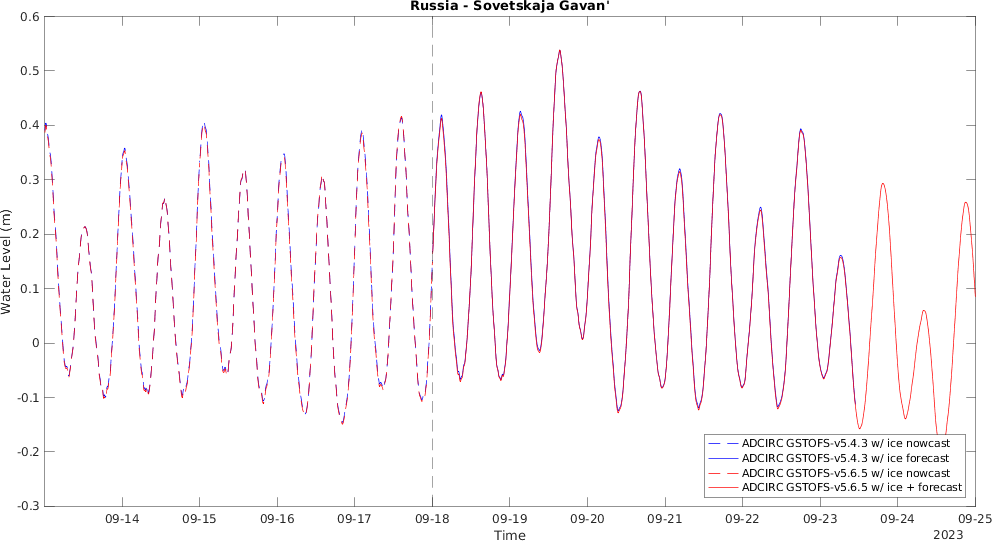 Russia - Sovetskaja Gavan'
Water Level (m)
0.6
0.5
0.4
0.3
0.2
0.1
0
-0.1
-0.2
-0.3
ADCIRC GSTOFS-v5.4.3 w/ ice nowcast
ADCIRC GSTOFS-v5.4.3 w/ ice forecast
ADCIRC GSTOFS-v5.6.5 w/ ice nowcast
ADCIRC GSTOFS-v5.6.5 w/ ice + forecast
09-14 09-15 09-16 09-17 09-18 09-19 09-20 09-21 09-22 09-23 09-24 09-25
Time
2023